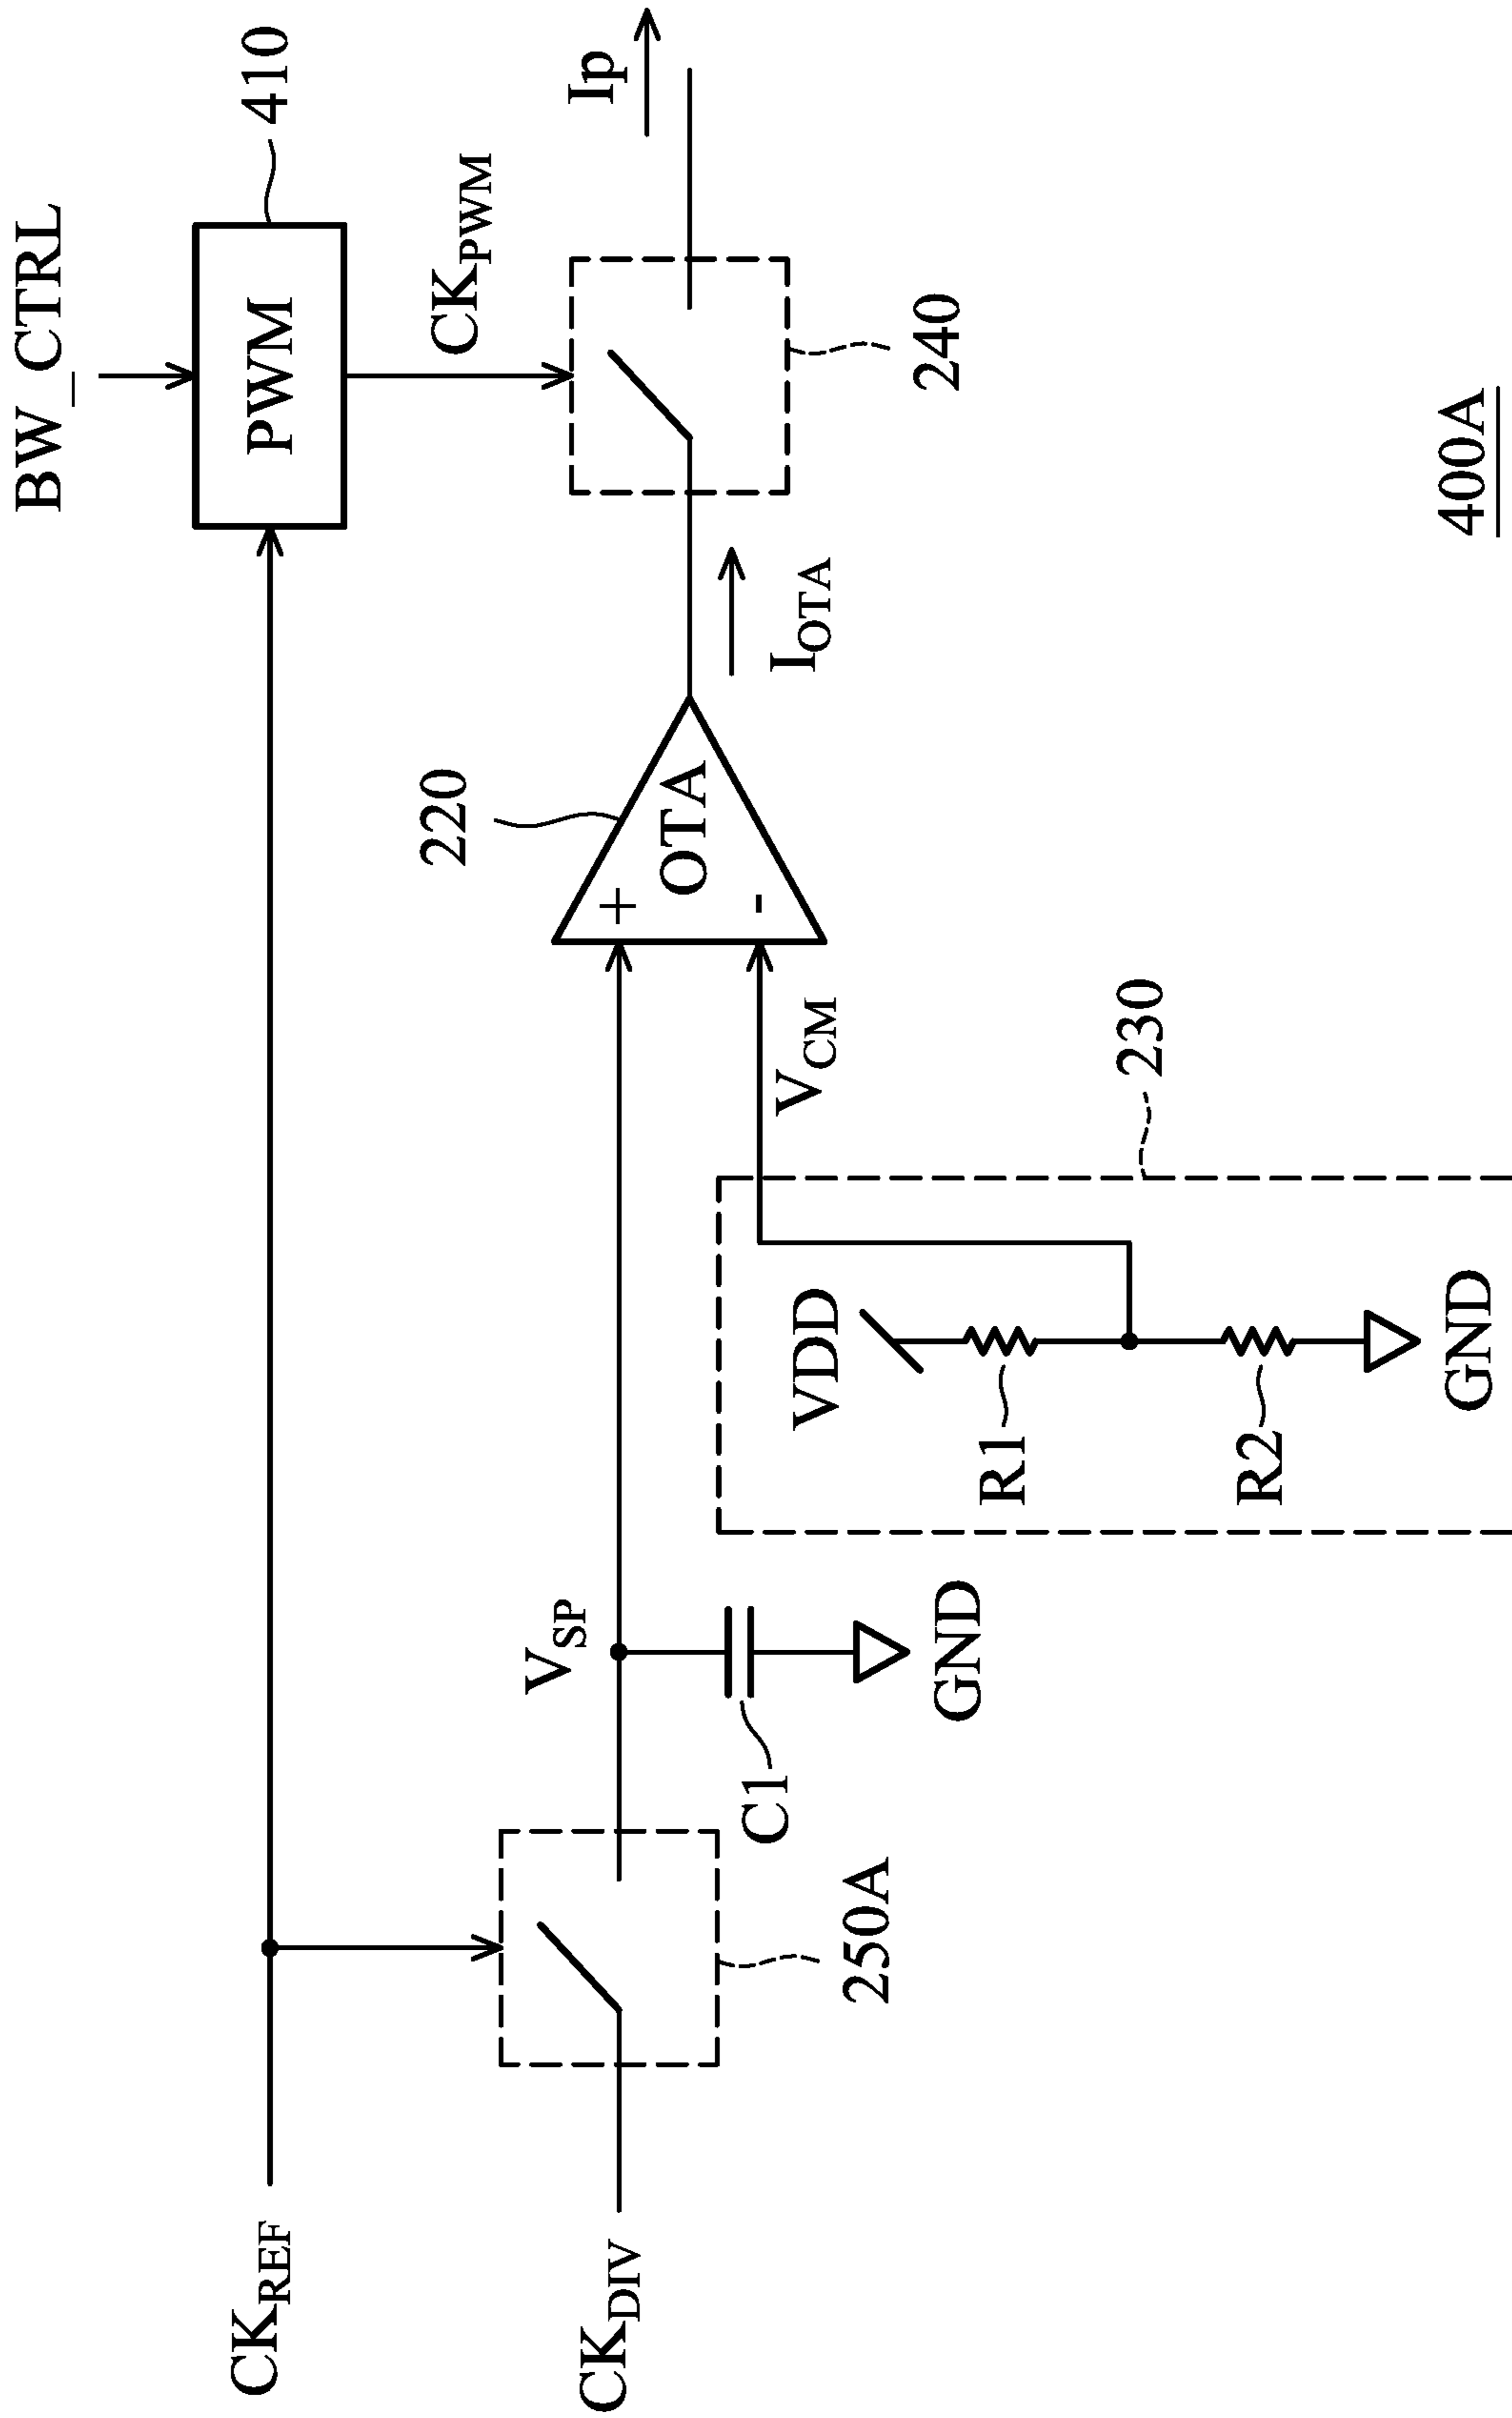 BW_CTRL
CKREF
PWM
410
CKPWM
CKDIV
250A
VSP
C1
GND
220
+
OTA
-
IOTA
240
Ip
VCM
230
VDD
R1
R2
GND
400A